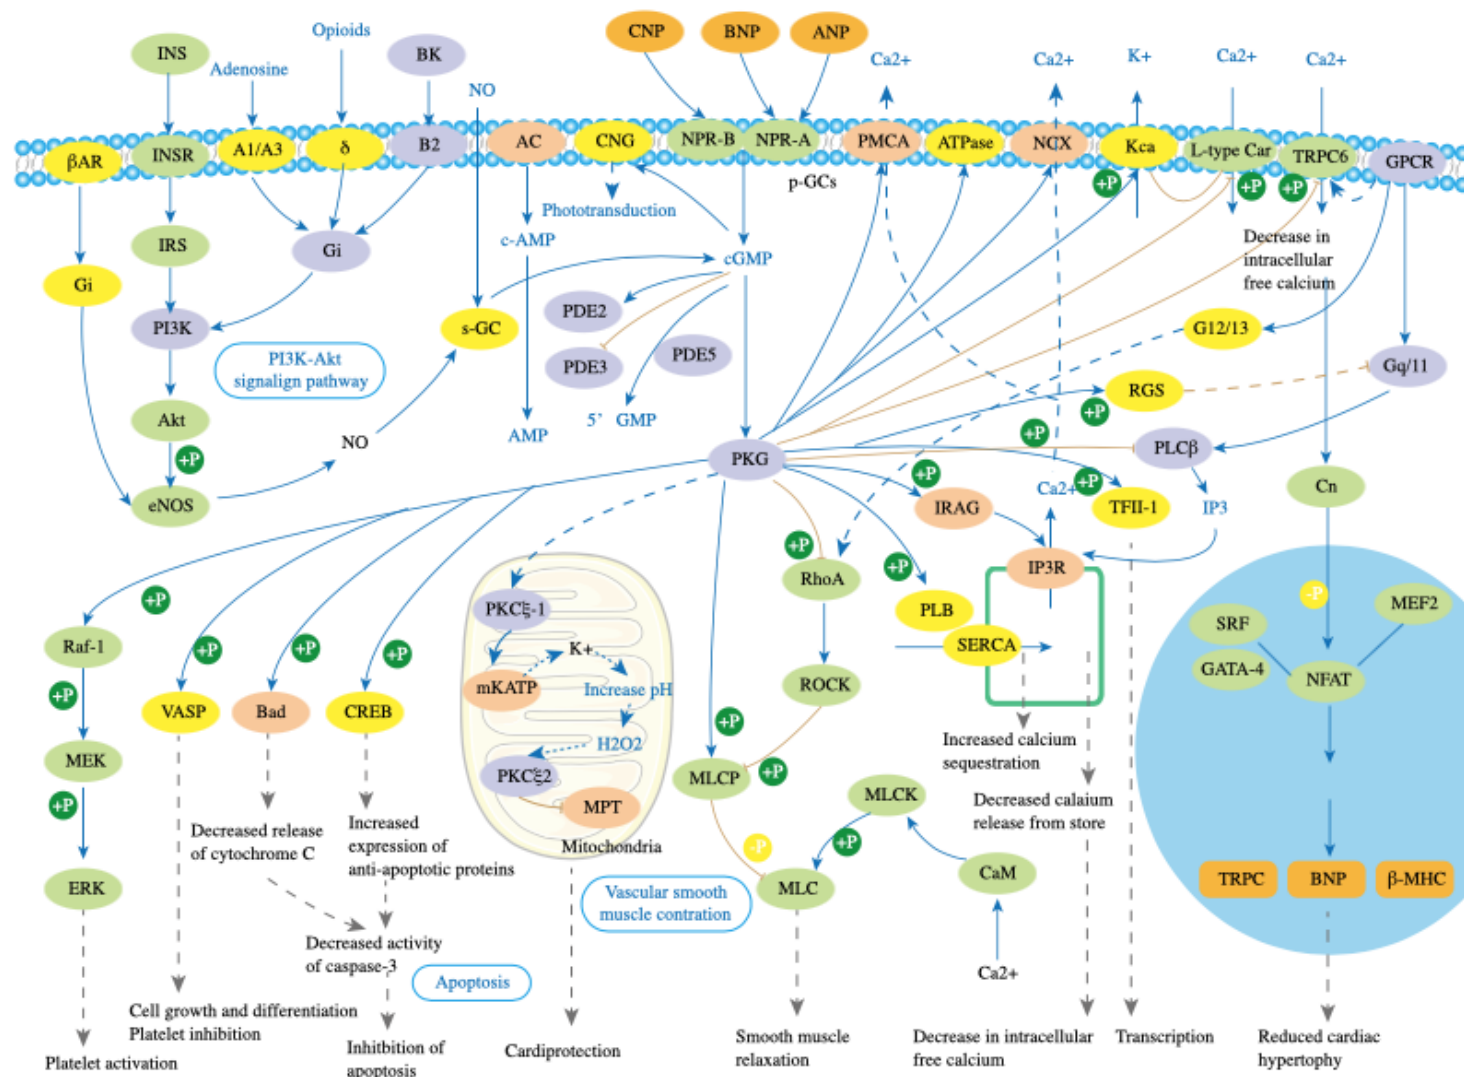 CNP
BNP
ANP
INS
Opioids
BK
Adenosine
NO
Ca2+
Ca2+
K+
Ca2+
Ca2+
βAR
INSR
A1/A3
δ
B2
AC
CNG
NPR-B
NPR-A
PMCA
ATPase
NCX
Kca
L-type Car
TRPC6
GPCR
p-GCs
+P
+P
+P
Phototransduction
c-AMP
IRS
Gi
cGMP
Decrease in
intracellular
free calcium
Gi
PDE2
PI3K
s-GC
G12/13
PI3K-Akt
signalign pathway
PDE3
PDE5
Gq/11
RGS
+P
Akt
5’ GMP
AMP
NO
+P
+P
PKG
PLCβ
+P
Ca2+
+P
eNOS
IRAG
TFII-1
IP3
Cn
+P
+P
IP3R
RhoA
+P
PKCξ-1
PLB
-P
MEF2
SRF
Raf-1
+P
+P
+P
K+
SERCA
GATA-4
NFAT
mKATP
Increase pH
ROCK
+P
VASP
Bad
CREB
+P
H2O2
Increased calcium
sequestration
MEK
PKCξ2
MLCP
+P
MLCK
Decreased calaium
release from store
+P
MPT
Decreased release
of cytochrome C
Increased
expression of
anti-apoptotic proteins
Mitochondria
-P
+P
ERK
Vascular smooth
muscle contration
MLC
CaM
TRPC
BNP
β-MHC
Decreased activity
of caspase-3
Apoptosis
Ca2+
Cell growth and differentiation
Platelet inhibition
Platelet activation
Inhitbition of
apoptosis
Cardiprotection
Smooth muscle
relaxation
Decrease in intracellular
free calcium
Transcription
Reduced cardiac
hypertophy